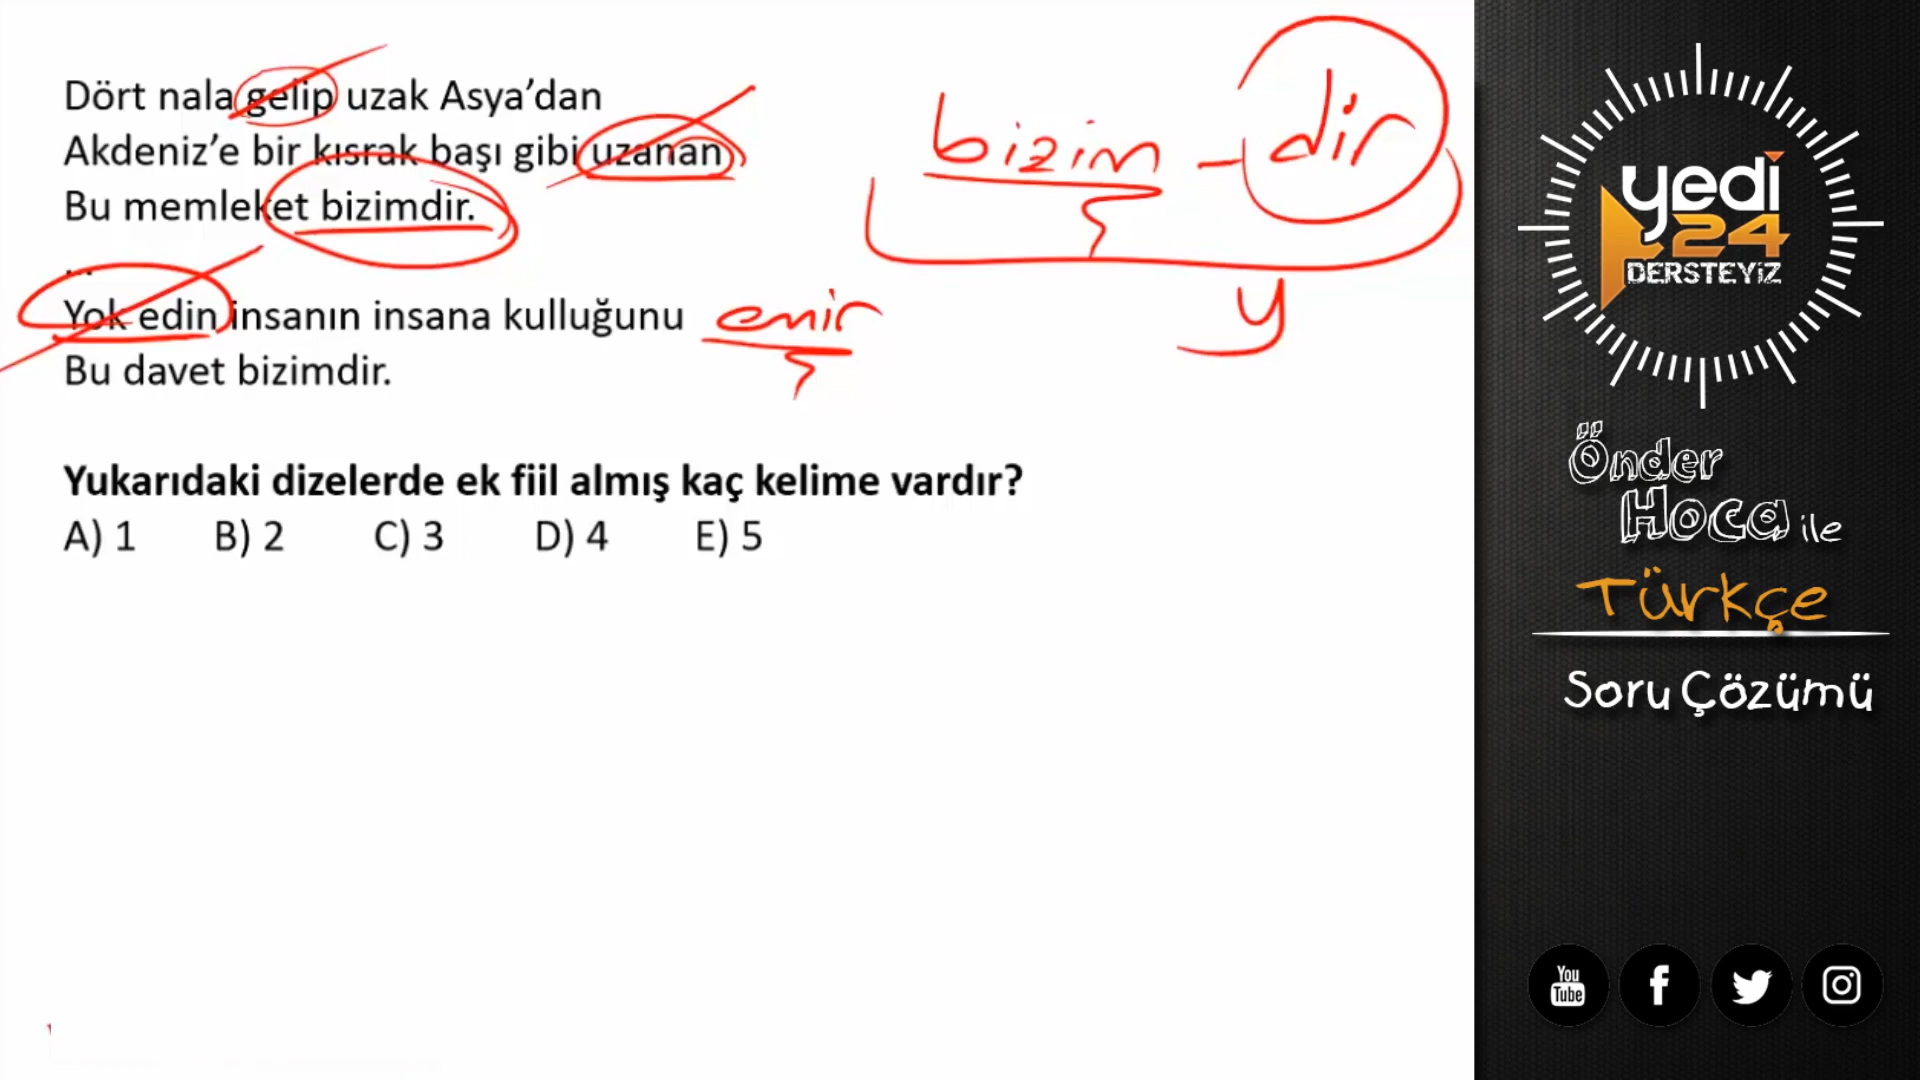 Dört nala gelip uzak Asya’dan
Akdeniz’e bir kısrak başı gibi uzanan
Bu memleket bizimdir.
...
Yok edin insanın insana kulluğunu
Bu davet bizimdir.
bizim - dir
y
emir
Yukarıdaki dizelerde ek fiil almış kaç kelime vardır?
A) 1 B) 2 C) 3 D) 4 E) 5
yedi
24
DERSTEYİZ
Önder
Hoca ile
Türkçe
Soru Çözümü
You
Tube